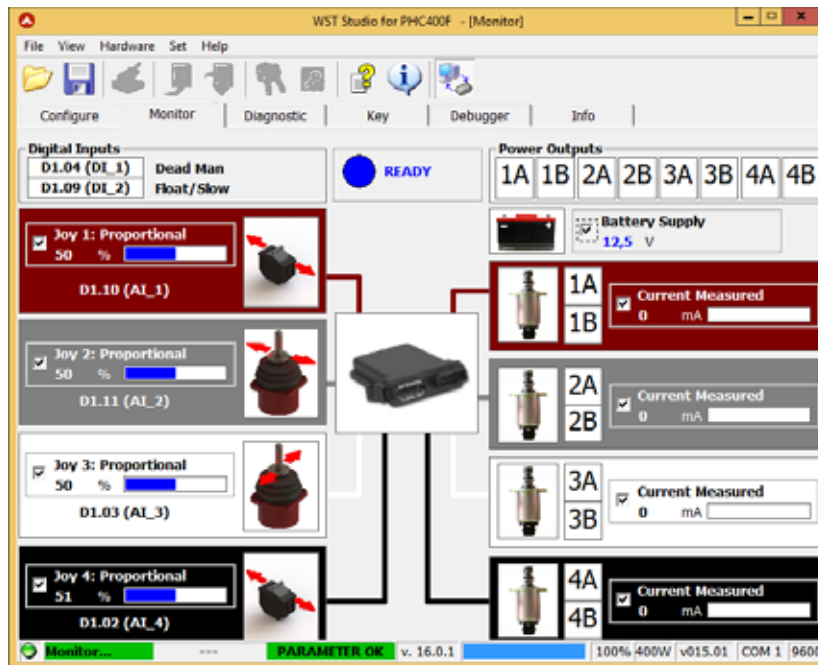 WST Studio for PHC400F - [Monitor]
File View Hardware Set Help
Configure Monitor Diagnostic Key Debugger Info
Digital Inputs
D1.04 (DI_1) Dead Man
D1.09 (DI_2) Float/Slow
READY
Power Outputs
1A 1B 2A 2B 3A 3B 4A 4B
Battery Supply
12,5 V
Joy 1: Proportional
50 %
D1.10 (AI_1)
1A
1B
Current Measured
0 mA
Joy 2: Proportional
50 %
D1.11 (AI_2)
2A
2B
Current Measured
0 mA
Joy 3: Proportional
50 %
D1.03 (AI_3)
3A
3B
Current Measured
0 mA
Joy 4: Proportional
51 %
D1.02 (AI_4)
4A
4B
Current Measured
0 mA
Monitor... --- PARAMETER OK v. 16.0.1 100% 400W v015.01 COM 1 9600